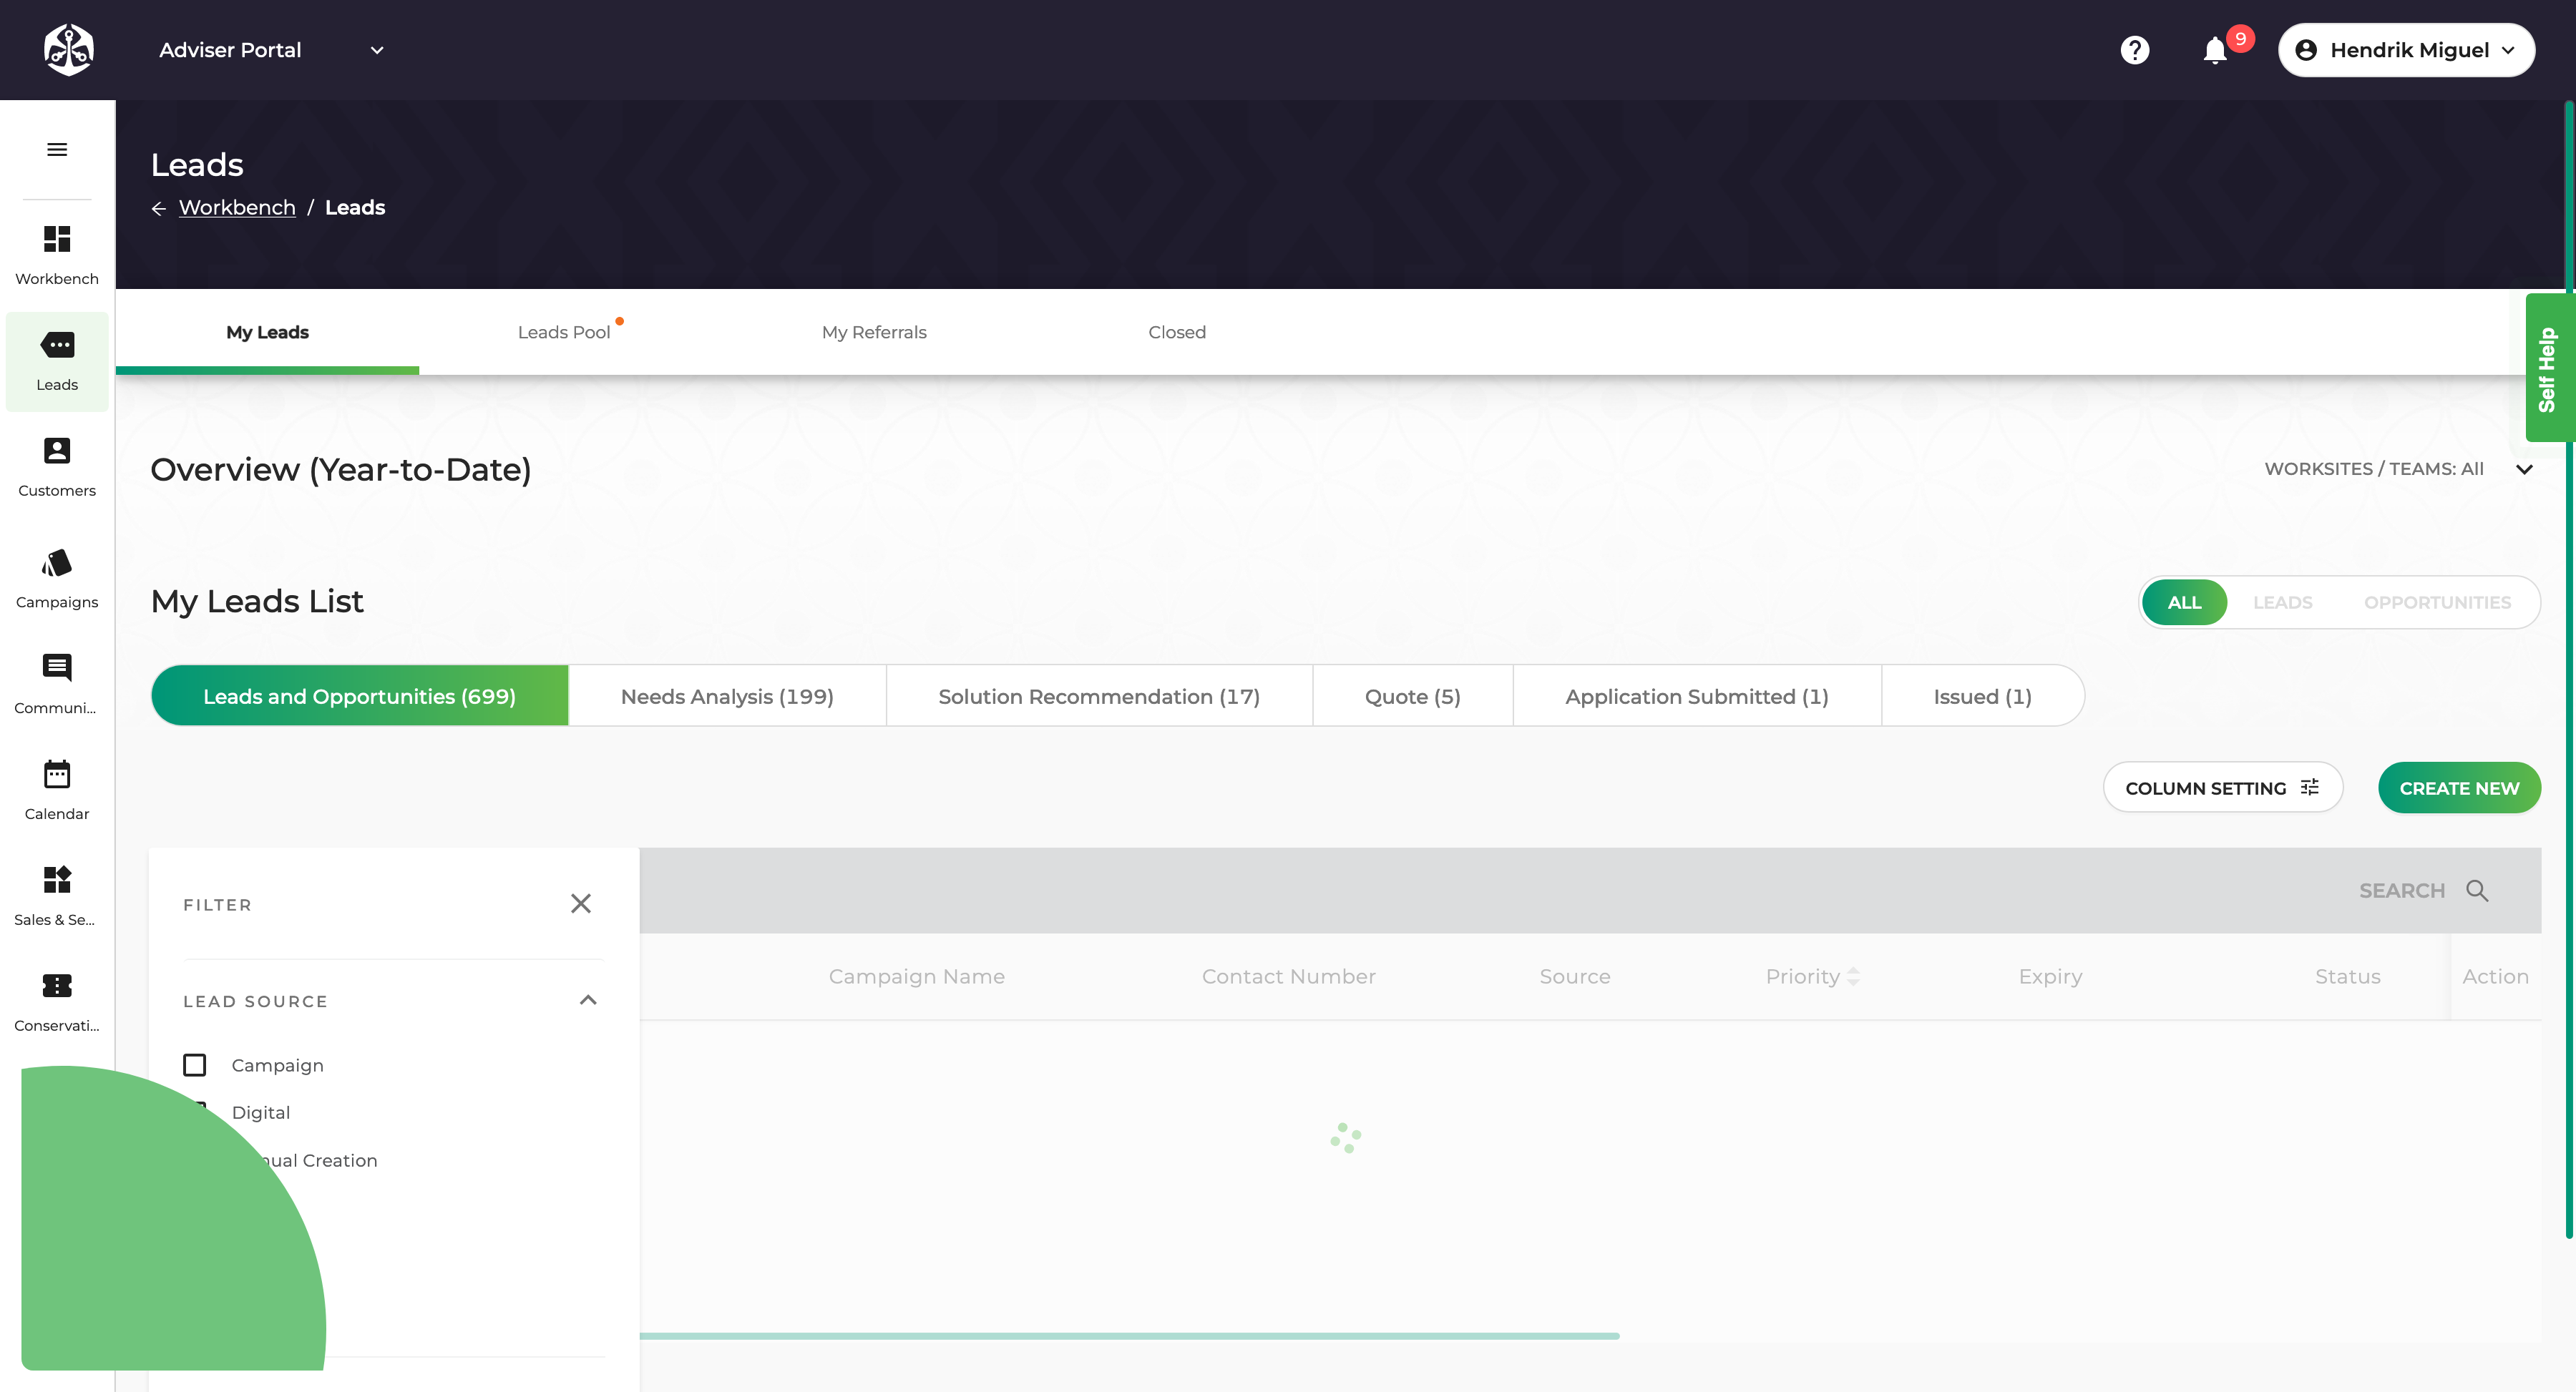 Adviser Portal
9
Hendrik Miguel
Leads
Workbench / Leads
Workbench
Leads
Customers
Campaigns
Communi...
Calendar
Sales & Se...
Conservati...
My Leads
Leads Pool
My Referrals
Closed
Self Help
Overview (Year-to-Date)
WORKSITES / TEAMS: All
My Leads List
ALL
LEADS
OPPORTUNITIES
Leads and Opportunities (699)
Needs Analysis (199)
Solution Recommendation (17)
Quote (5)
Application Submitted (1)
Issued (1)
COLUMN SETTING
CREATE NEW
FILTER
SEARCH
LEAD SOURCE
Campaign Name
Contact Number
Source
Priority
Expiry
Status
Action
Campaign
Digital
Creation